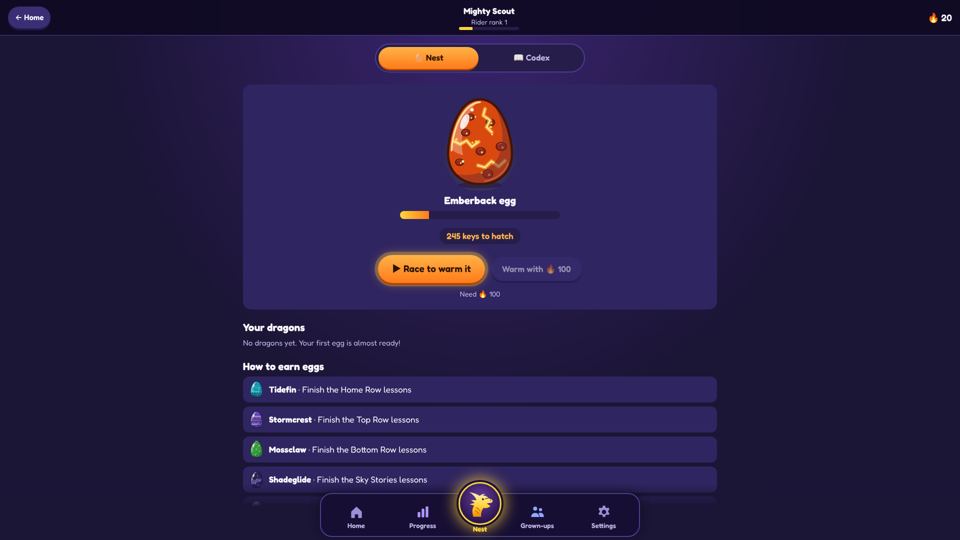 ← Home
Mighty Scout
Rider rank 1
🔥 20
🥚 Nest
📖 Codex
Emberback egg
245 keys to hatch
▶ Race to warm it
Warm with 🔥 100
Need 🔥 100
Your dragons
No dragons yet. Your first egg is almost ready!
How to earn eggs
Tidefin · Finish the Home Row lessons
Stormcrest · Finish the Top Row lessons
Mossclaw · Finish the Bottom Row lessons
Shadeglide · Finish the Sky Stories lessons
Home
Progress
Nest
Grown-ups
Settings